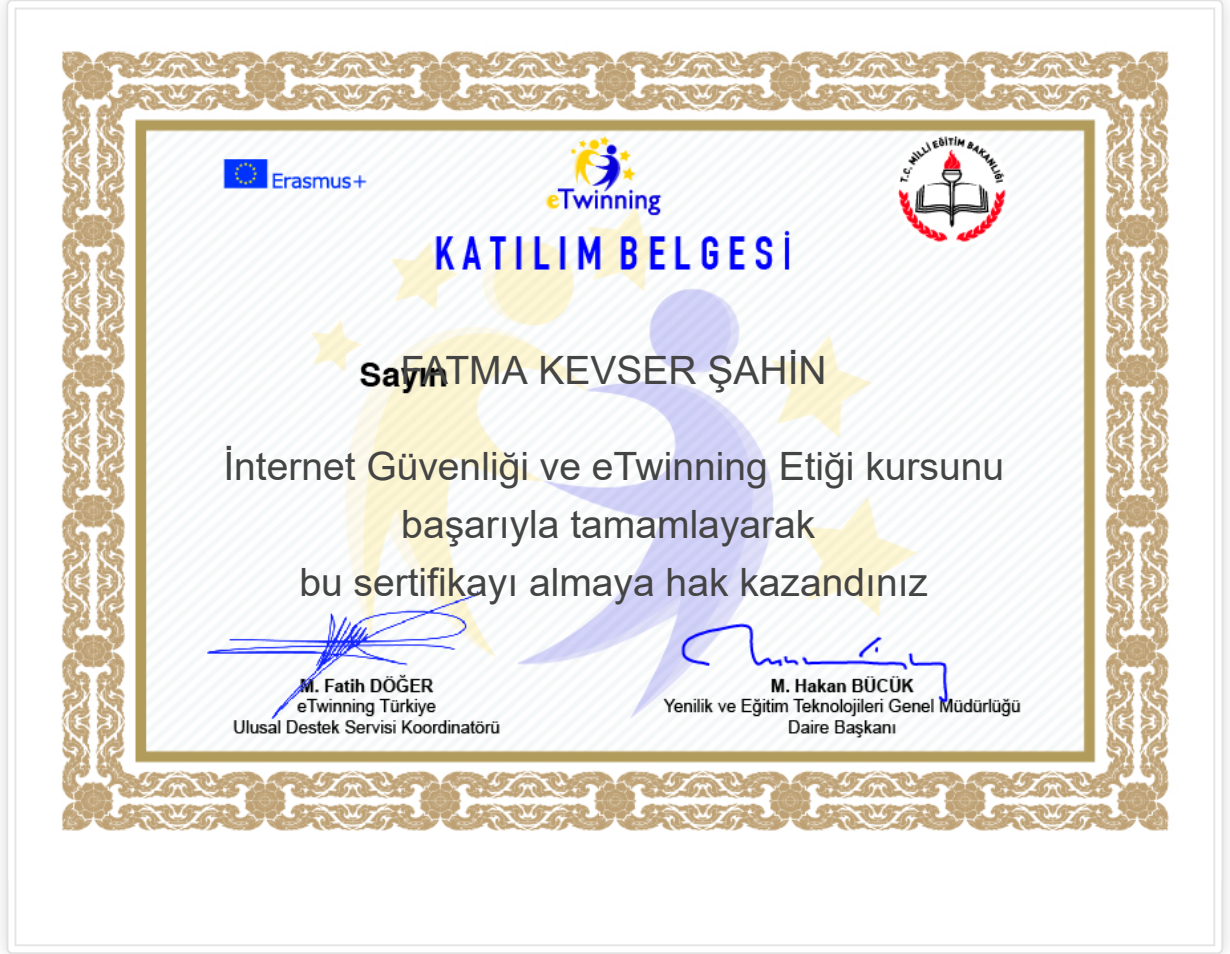 Erasmus+
eTwinning
T.C. MİLLİ EĞİTİM BAKANLIĞI
KATILIM BELGESİ
Sayın FATMA KEVSER ŞAHİN
İnternet Güvenliği ve eTwinning Etiği kursunu
başarıyla tamamlayarak
bu sertifikayı almaya hak kazandınız
M. Fatih DÖĞER
eTwinning Türkiye
Ulusal Destek Servisi Koordinatörü
M. Hakan BÜCÜK
Yenilik ve Eğitim Teknolojileri Genel Müdürlüğü
Daire Başkanı